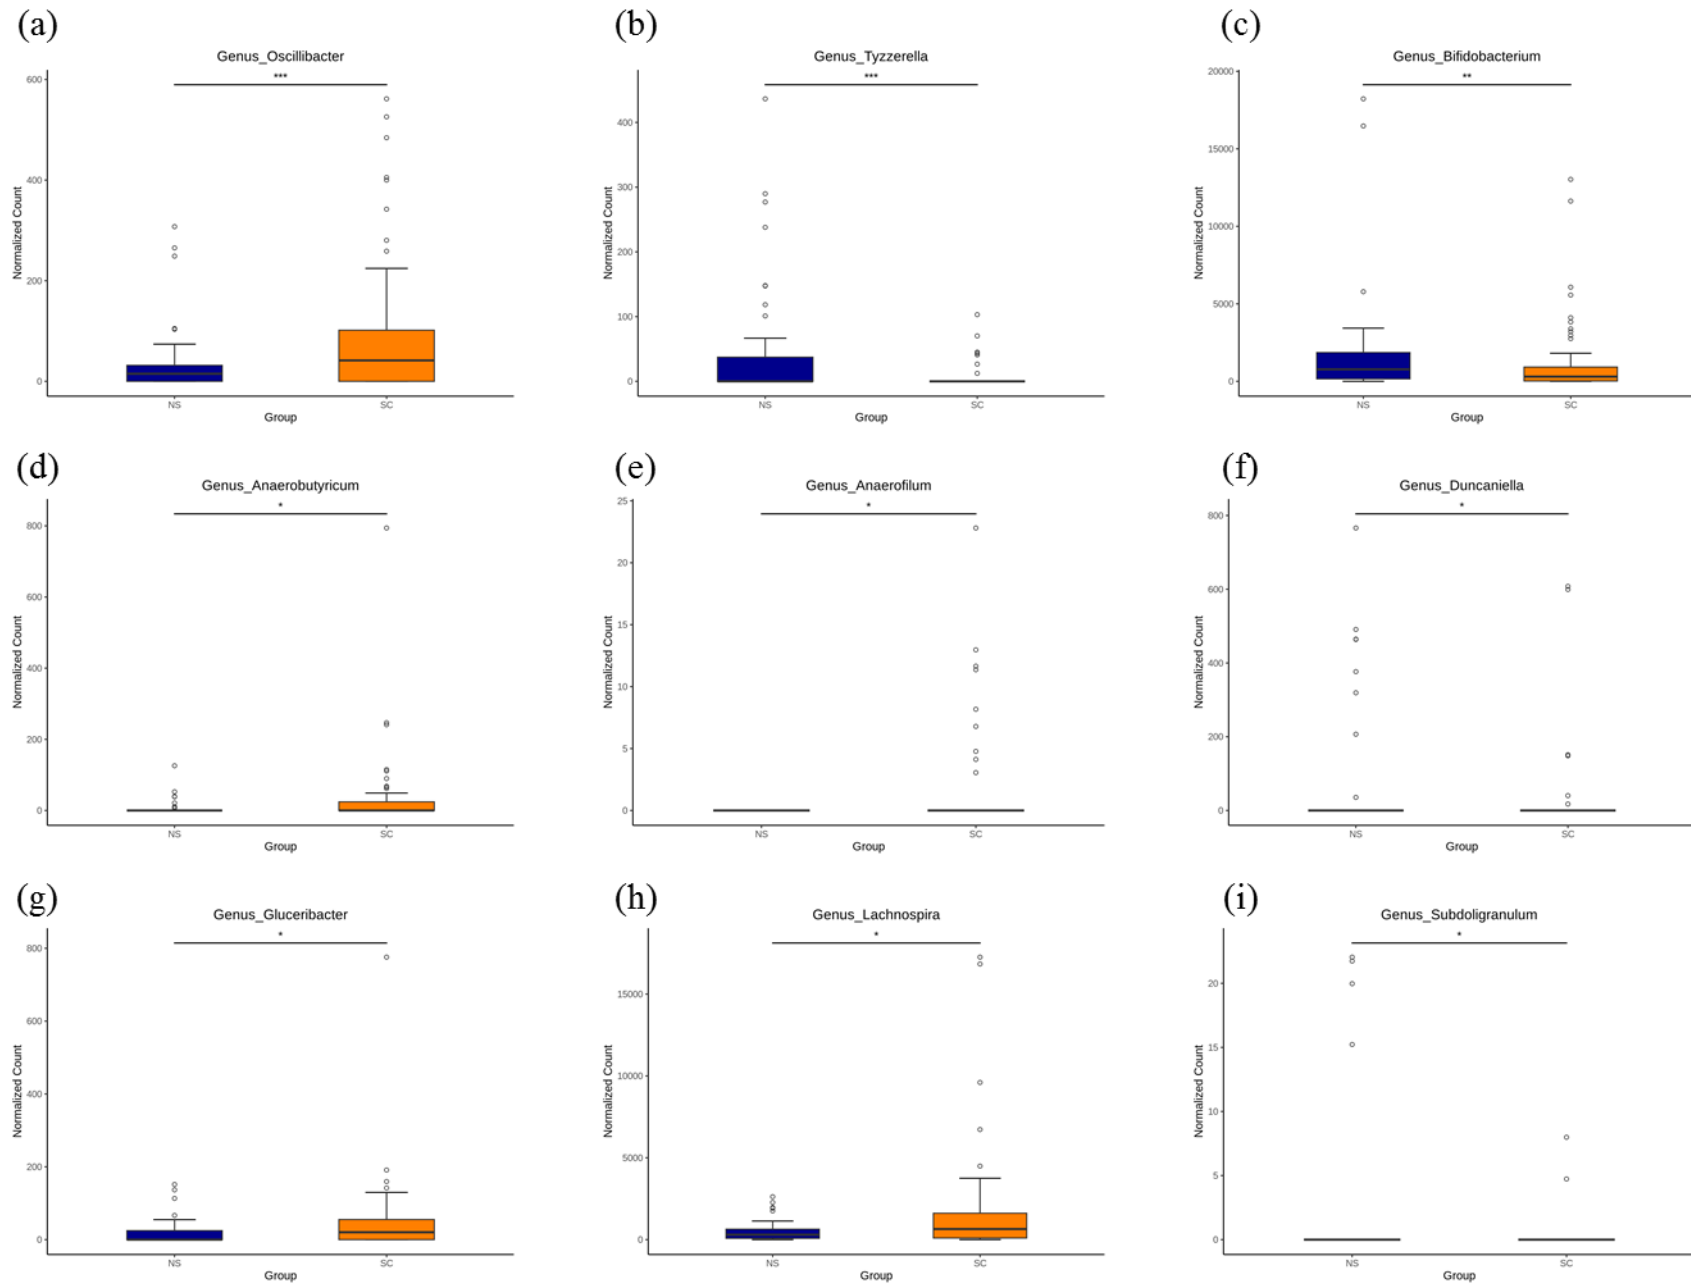 (a)
Genus_Oscillibacter
***
600
400
200
0
Normalized Count
NS
SC
Group
(b)
Genus_Tyzzerella
***
400
300
200
100
0
Normalized Count
NS
SC
Group
(c)
Genus_Bifidobacterium
**
20000
15000
10000
5000
0
Normalized Count
NS
SC
Group
(d)
Genus_Anaerobutyricum
*
800
600
400
200
0
Normalized Count
NS
SC
Group
(e)
Genus_Anaerofilum
*
25
20
15
10
5
0
Normalized Count
NS
SC
Group
(f)
Genus_Duncaniella
*
800
600
400
200
0
Normalized Count
NS
SC
Group
(g)
Genus_Gluceribacter
*
800
600
400
200
0
Normalized Count
NS
SC
Group
(h)
Genus_Lachnospira
*
15000
10000
5000
0
Normalized Count
NS
SC
Group
(i)
Genus_Subdoligranulum
*
20
15
10
5
0
Normalized Count
NS
SC
Group